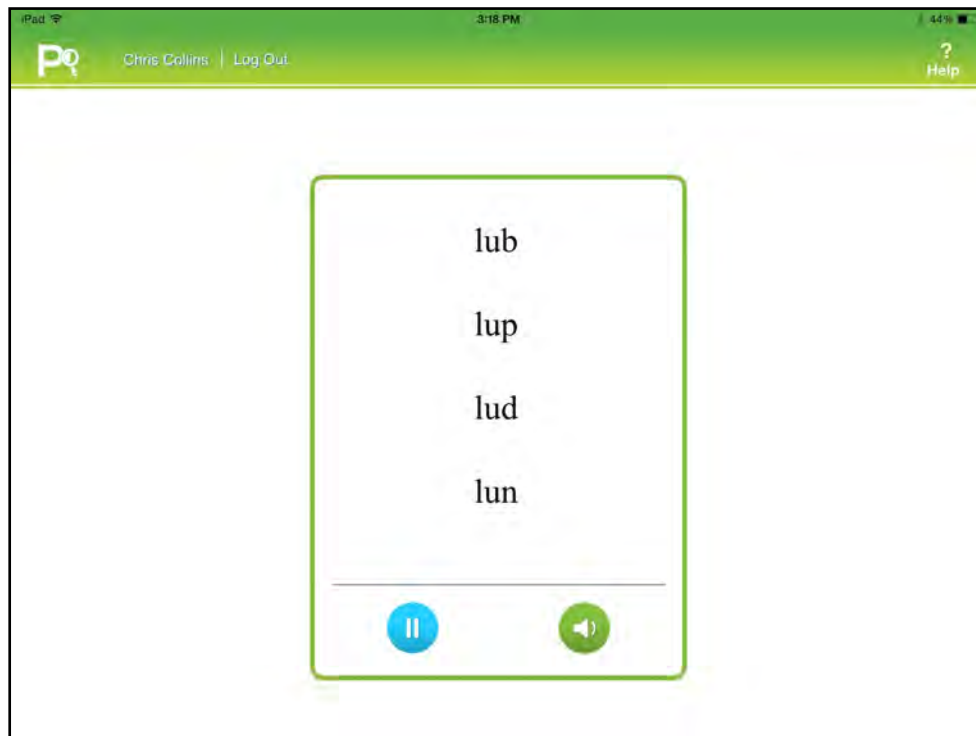 iPad 3:18 PM 44%
Chris Collins | Log Out
?
Help
lub
lup
lud
lun